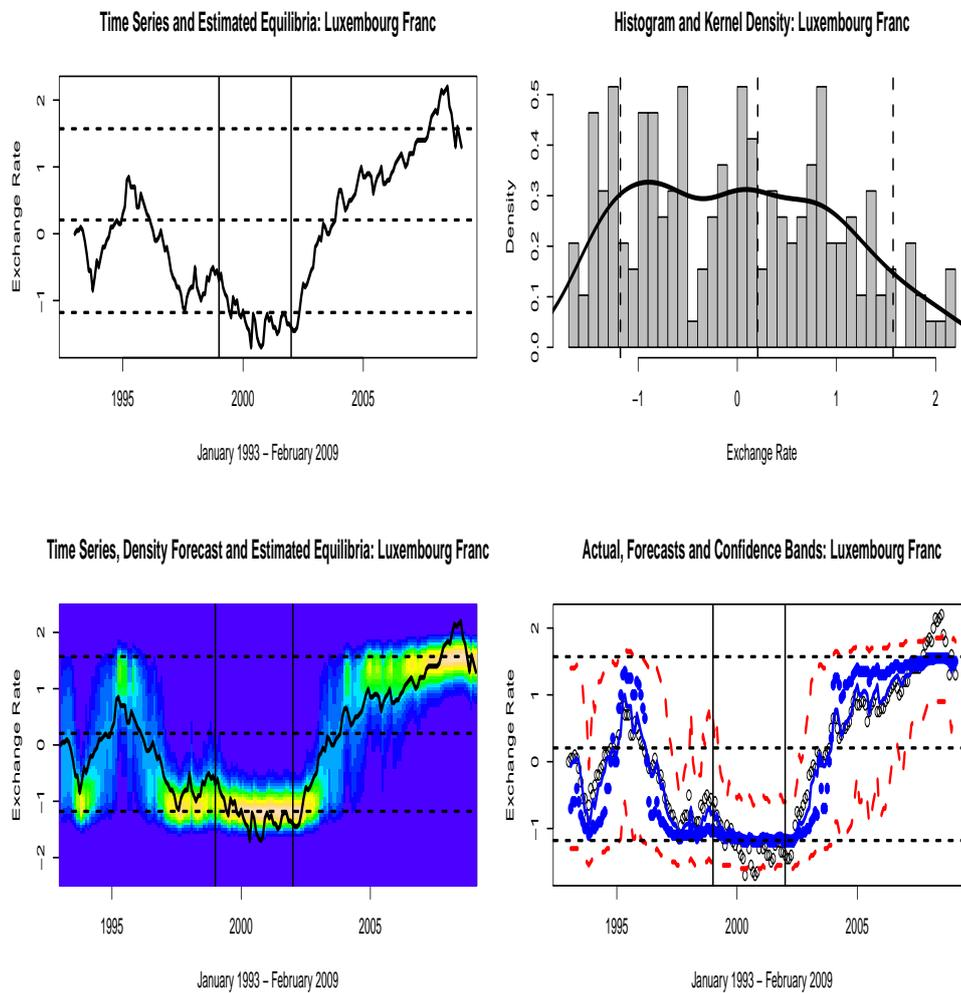 Time Series and Estimated Equilibria: Luxembourg Franc
Exchange Rate
2
1
0
−1
1995
2000
2005
January 1993 – February 2009
Histogram and Kernel Density: Luxembourg Franc
Density
0.5
0.4
0.3
0.2
0.1
0.0
−1
0
1
2
Exchange Rate
Time Series, Density Forecast and Estimated Equilibria: Luxembourg Franc
Exchange Rate
2
1
0
−1
−2
1995
2000
2005
January 1993 – February 2009
Actual, Forecasts and Confidence Bands: Luxembourg Franc
Exchange Rate
2
1
0
−1
1995
2000
2005
January 1993 – February 2009